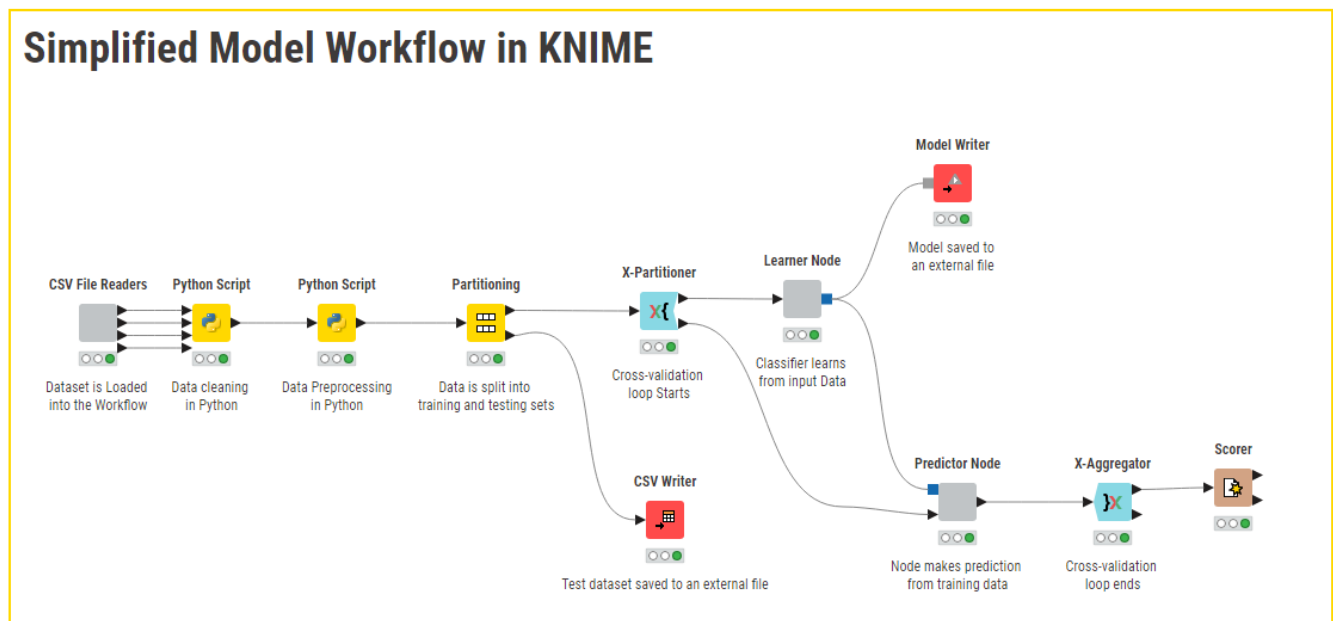 Simplified Model Workflow in KNIME
Model Writer
Model saved to
an external file
CSV File Readers
Dataset is Loaded
into the Workflow
Python Script
Data cleaning
in Python
Python Script
Data Preprocessing
in Python
Partitioning
Data is split into
training and testing sets
X-Partitioner
X{
Cross-validation
loop Starts
Learner Node
Classifier learns
from input Data
CSV Writer
Test dataset saved to an external file
Predictor Node
Node makes prediction
from training data
X-Aggregator
}X
Cross-validation
loop ends
Scorer